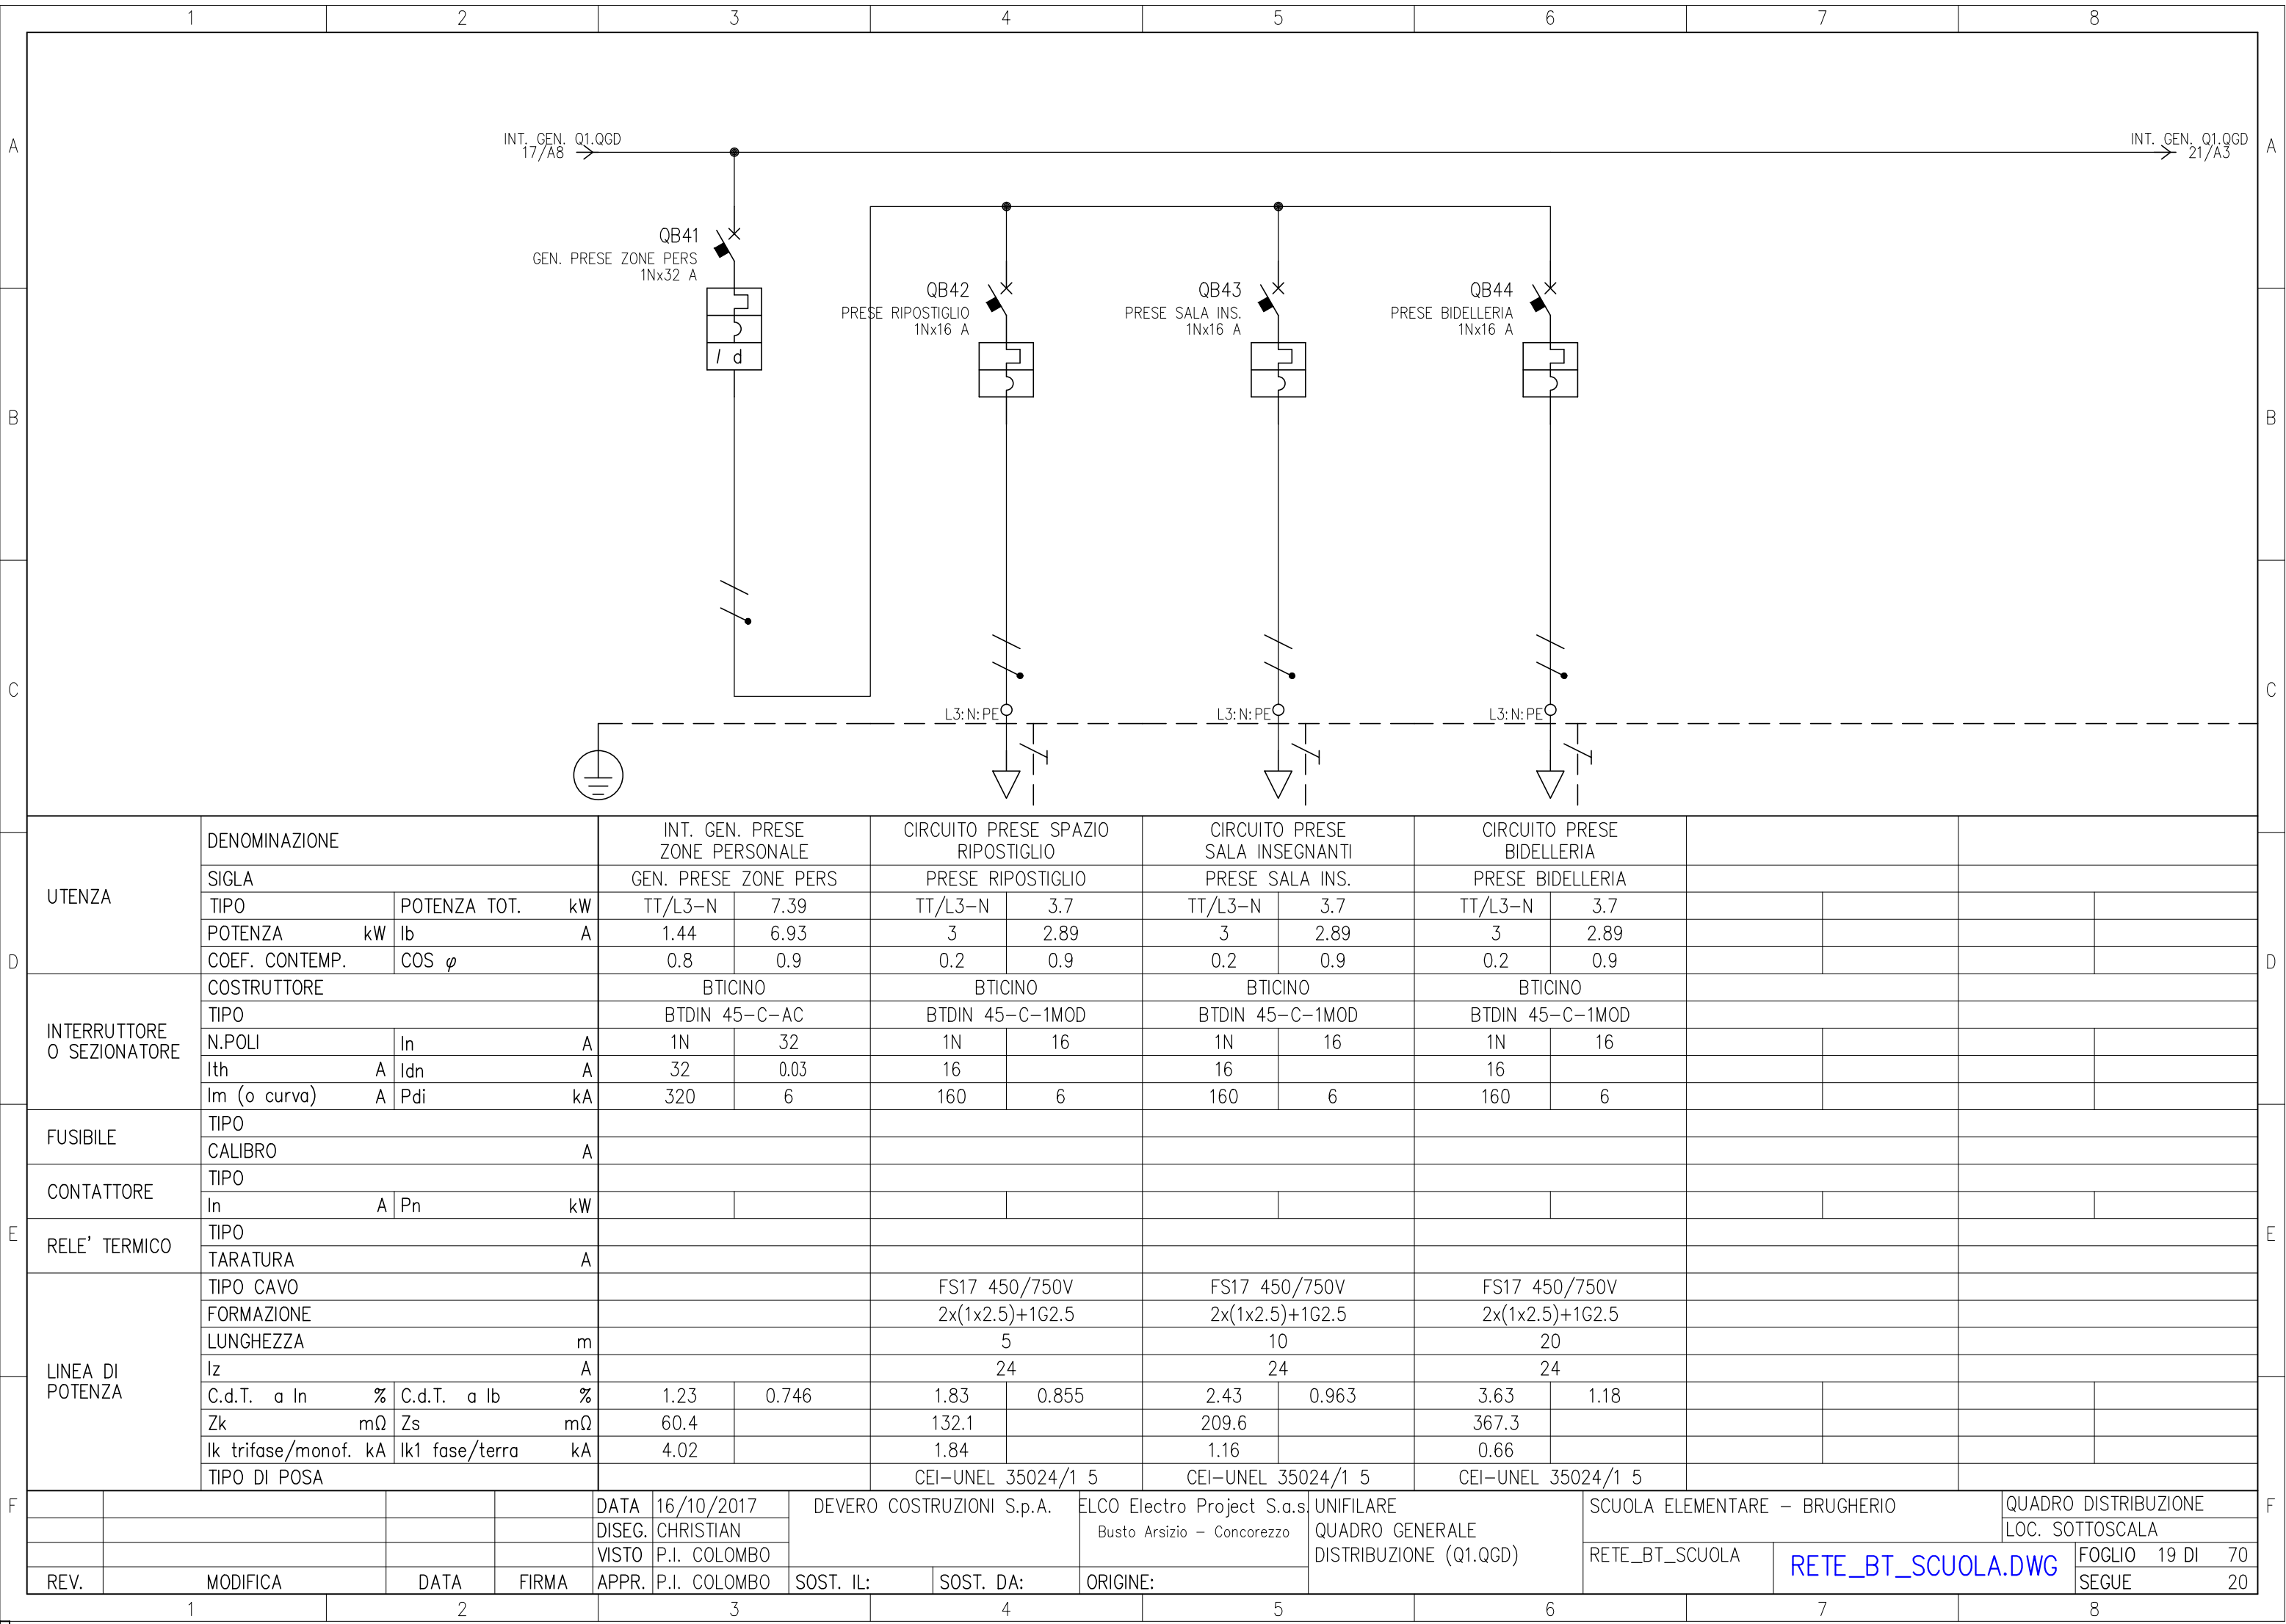 1 2 3 4 5 6 7 8
A A
INT. GEN. Q1.QGD
17/A8
INT. GEN. Q1.QGD
21/A3
QB41
GEN. PRESE ZONE PERS
1Nx32 A
I d
QB42
PRESE RIPOSTIGLIO
1Nx16 A
QB43
PRESE SALA INS.
1Nx16 A
QB44
PRESE BIDELLERIA
1Nx16 A
B B
C C
L3:N:PE L3:N:PE L3:N:PE
UTENZA
DENOMINAZIONE
INT. GEN. PRESE
ZONE PERSONALE
CIRCUITO PRESE SPAZIO
RIPOSTIGLIO
CIRCUITO PRESE
SALA INSEGNANTI
CIRCUITO PRESE
BIDELLERIA
SIGLA GEN. PRESE ZONE PERS PRESE RIPOSTIGLIO PRESE SALA INS. PRESE BIDELLERIA
TIPO POTENZA TOT. kW TT/L3-N 7.39 TT/L3-N 3.7 TT/L3-N 3.7 TT/L3-N 3.7
POTENZA kW Ib A 1.44 6.93 3 2.89 3 2.89 3 2.89
D D
COEF. CONTEMP. COS φ 0.8 0.9 0.2 0.9 0.2 0.9 0.2 0.9
INTERRUTTORE
O SEZIONATORE
COSTRUTTORE BTICINO BTICINO BTICINO BTICINO
TIPO BTDIN 45-C-AC BTDIN 45-C-1MOD BTDIN 45-C-1MOD BTDIN 45-C-1MOD
N.POLI In A 1N 32 1N 16 1N 16 1N 16
Ith A Idn A 32 0.03 16 16 16
Im (o curva) A Pdi kA 320 6 160 6 160 6 160 6
FUSIBILE
TIPO
CALIBRO A
CONTATTORE
TIPO
In A Pn kW
E E
RELE' TERMICO
TIPO
TARATURA A
LINEA DI
POTENZA
TIPO CAVO FS17 450/750V FS17 450/750V FS17 450/750V
FORMAZIONE 2x(1x2.5)+1G2.5 2x(1x2.5)+1G2.5 2x(1x2.5)+1G2.5
LUNGHEZZA m 5 10 20
Iz A 24 24 24
C.d.T. a In % C.d.T. a Ib % 1.23 0.746 1.83 0.855 2.43 0.963 3.63 1.18
Zk mΩ Zs mΩ 60.4 132.1 209.6 367.3
Ik trifase/monof. kA Ik1 fase/terra kA 4.02 1.84 1.16 0.66
TIPO DI POSA CEI-UNEL 35024/1 5 CEI-UNEL 35024/1 5 CEI-UNEL 35024/1 5
F F
DATA 16/10/2017
DISEG. CHRISTIAN
VISTO P.I. COLOMBO
REV. MODIFICA DATA FIRMA APPR. P.I. COLOMBO
DEVERO COSTRUZIONI S.p.A.
SOST. IL: SOST. DA: ORIGINE:
ELCO Electro Project S.a.s.
Busto Arsizio - Concorezzo
UNIFILARE
QUADRO GENERALE
DISTRIBUZIONE (Q1.QGD)
SCUOLA ELEMENTARE - BRUGHERIO
RETE_BT_SCUOLA
RETE_BT_SCUOLA.DWG
QUADRO DISTRIBUZIONE
LOC. SOTTOSCALA
FOGLIO 19 DI 70
SEGUE 20
1 2 3 4 5 6 7 8